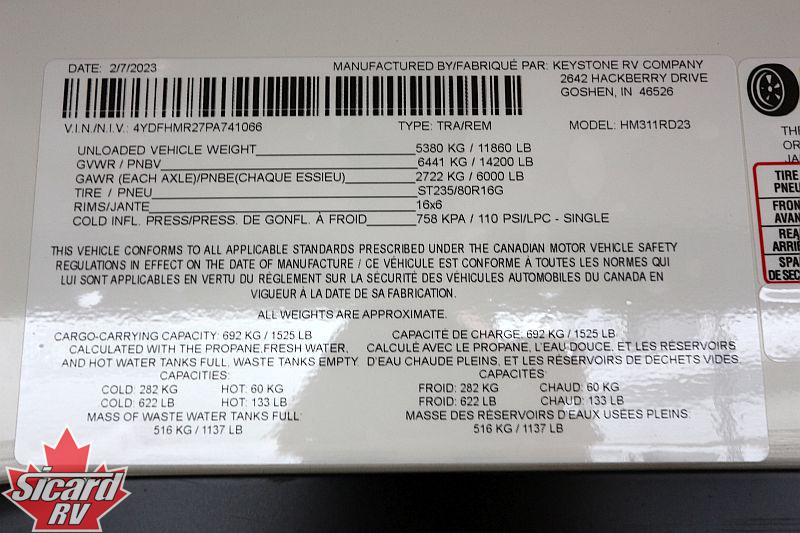 DATE: 2/7/2023
MANUFACTURED BY/FABRIQUÉ PAR: KEYSTONE RV COMPANY
2642 HACKBERRY DRIVE
GOSHEN, IN 46526
V.I.N./N.I.V.: 4YDFHMR27PA741066 TYPE: TRA/REM MODEL: HM311RD23
UNLOADED VEHICLE WEIGHT 5380 KG / 11860 LB
GVWR / PNBV 6441 KG / 14200 LB
GAWR (EACH AXLE)/PNBE(CHAQUE ESSIEU) 2722 KG / 6000 LB
TIRE / PNEU ST235/80R16G
RIMS/JANTE 16x6
COLD INFL. PRESS/PRESS. DE GONFL. À FROID 758 KPA / 110 PSI/LPC - SINGLE
THIS VEHICLE CONFORMS TO ALL APPLICABLE STANDARDS PRESCRIBED UNDER THE CANADIAN MOTOR VEHICLE SAFETY
REGULATIONS IN EFFECT ON THE DATE OF MANUFACTURE / CE VÉHICULE EST CONFORME À TOUTES LES NORMES QUI
LUI SONT APPLICABLES EN VERTU DU RÉGLEMENT SUR LA SÉCURITÉ DES VÉHICULES AUTOMOBILES DU CANADA EN
VIGUEUR À LA DATE DE SA FABRICATION.
ALL WEIGHTS ARE APPROXIMATE.
CARGO-CARRYING CAPACITY: 692 KG / 1525 LB
CALCULATED WITH THE PROPANE,FRESH WATER,
AND HOT WATER TANKS FULL, WASTE TANKS EMPTY
CAPACITIES:
COLD: 282 KG HOT: 60 KG
COLD: 622 LB HOT: 133 LB
MASS OF WASTE WATER TANKS FULL:
516 KG / 1137 LB
CAPACITÉ DE CHARGE: 692 KG / 1525 LB
CALCULÉ AVEC LE PROPANE, L'EAU DOUCE, ET RÉSERVOIRS
D'EAU CHAUDE PLEINS, ET LES RÉSERVOIRS DE DECHETS VIDES.
CAPACITÉS:
FROID: 282 KG CHAUD: 60 KG
FROID: 622 LB CHAUD: 133 LB
MASSE DES RÉSERVOIRS D'EAUX USÉES PLEINS:
516 KG / 1137 LB
TIRE
PNEU
FRON
AVAN
REA
ARRIÈ
SPA
DE SEC
Sicard
RV